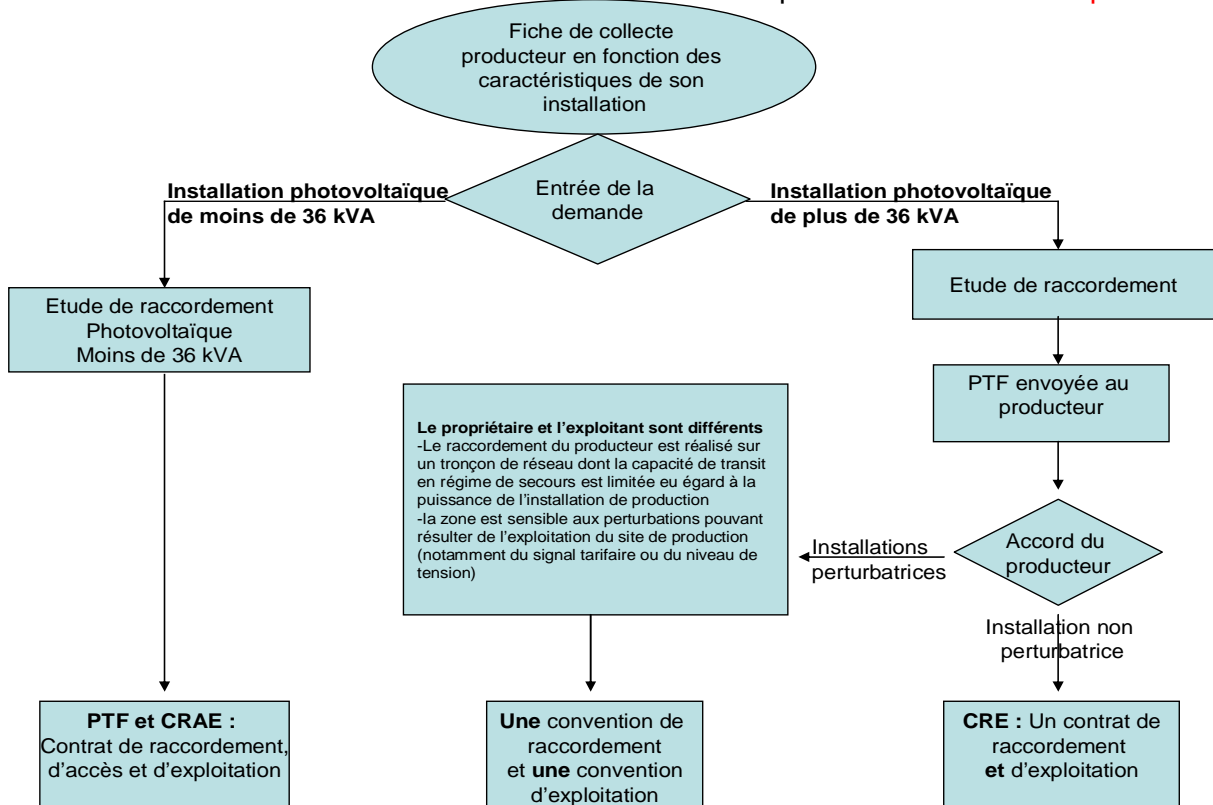 Fiche de collecte
producteur en fonction des
caractéristiques de son
installation
Entrée de la
demande
Installation photovoltaïque
de moins de 36 kVA
Installation photovoltaïque
de plus de 36 kVA
Etude de raccordement
Photovoltaïque
Moins de 36 kVA
Etude de raccordement
PTF envoyée au
producteur
Le propriétaire et l'exploitant sont différents
-Le raccordement du producteur est réalisé sur
un tronçon de réseau dont la capacité de transit
en régime de secours est limitée eu égard à la
puissance de l'installation de production
-la zone est sensible aux perturbations pouvant
résulter de l'exploitation du site de production
(notamment du signal tarifaire ou du niveau de
tension)
Installations
perturbatrices
Accord du
producteur
Installation non
perturbatrice
PTF et CRAE :
Contrat de raccordement,
d'accès et d'exploitation
Une convention de
raccordement
et une convention
d'exploitation
CRE : Un contrat de
raccordement
et d'exploitation